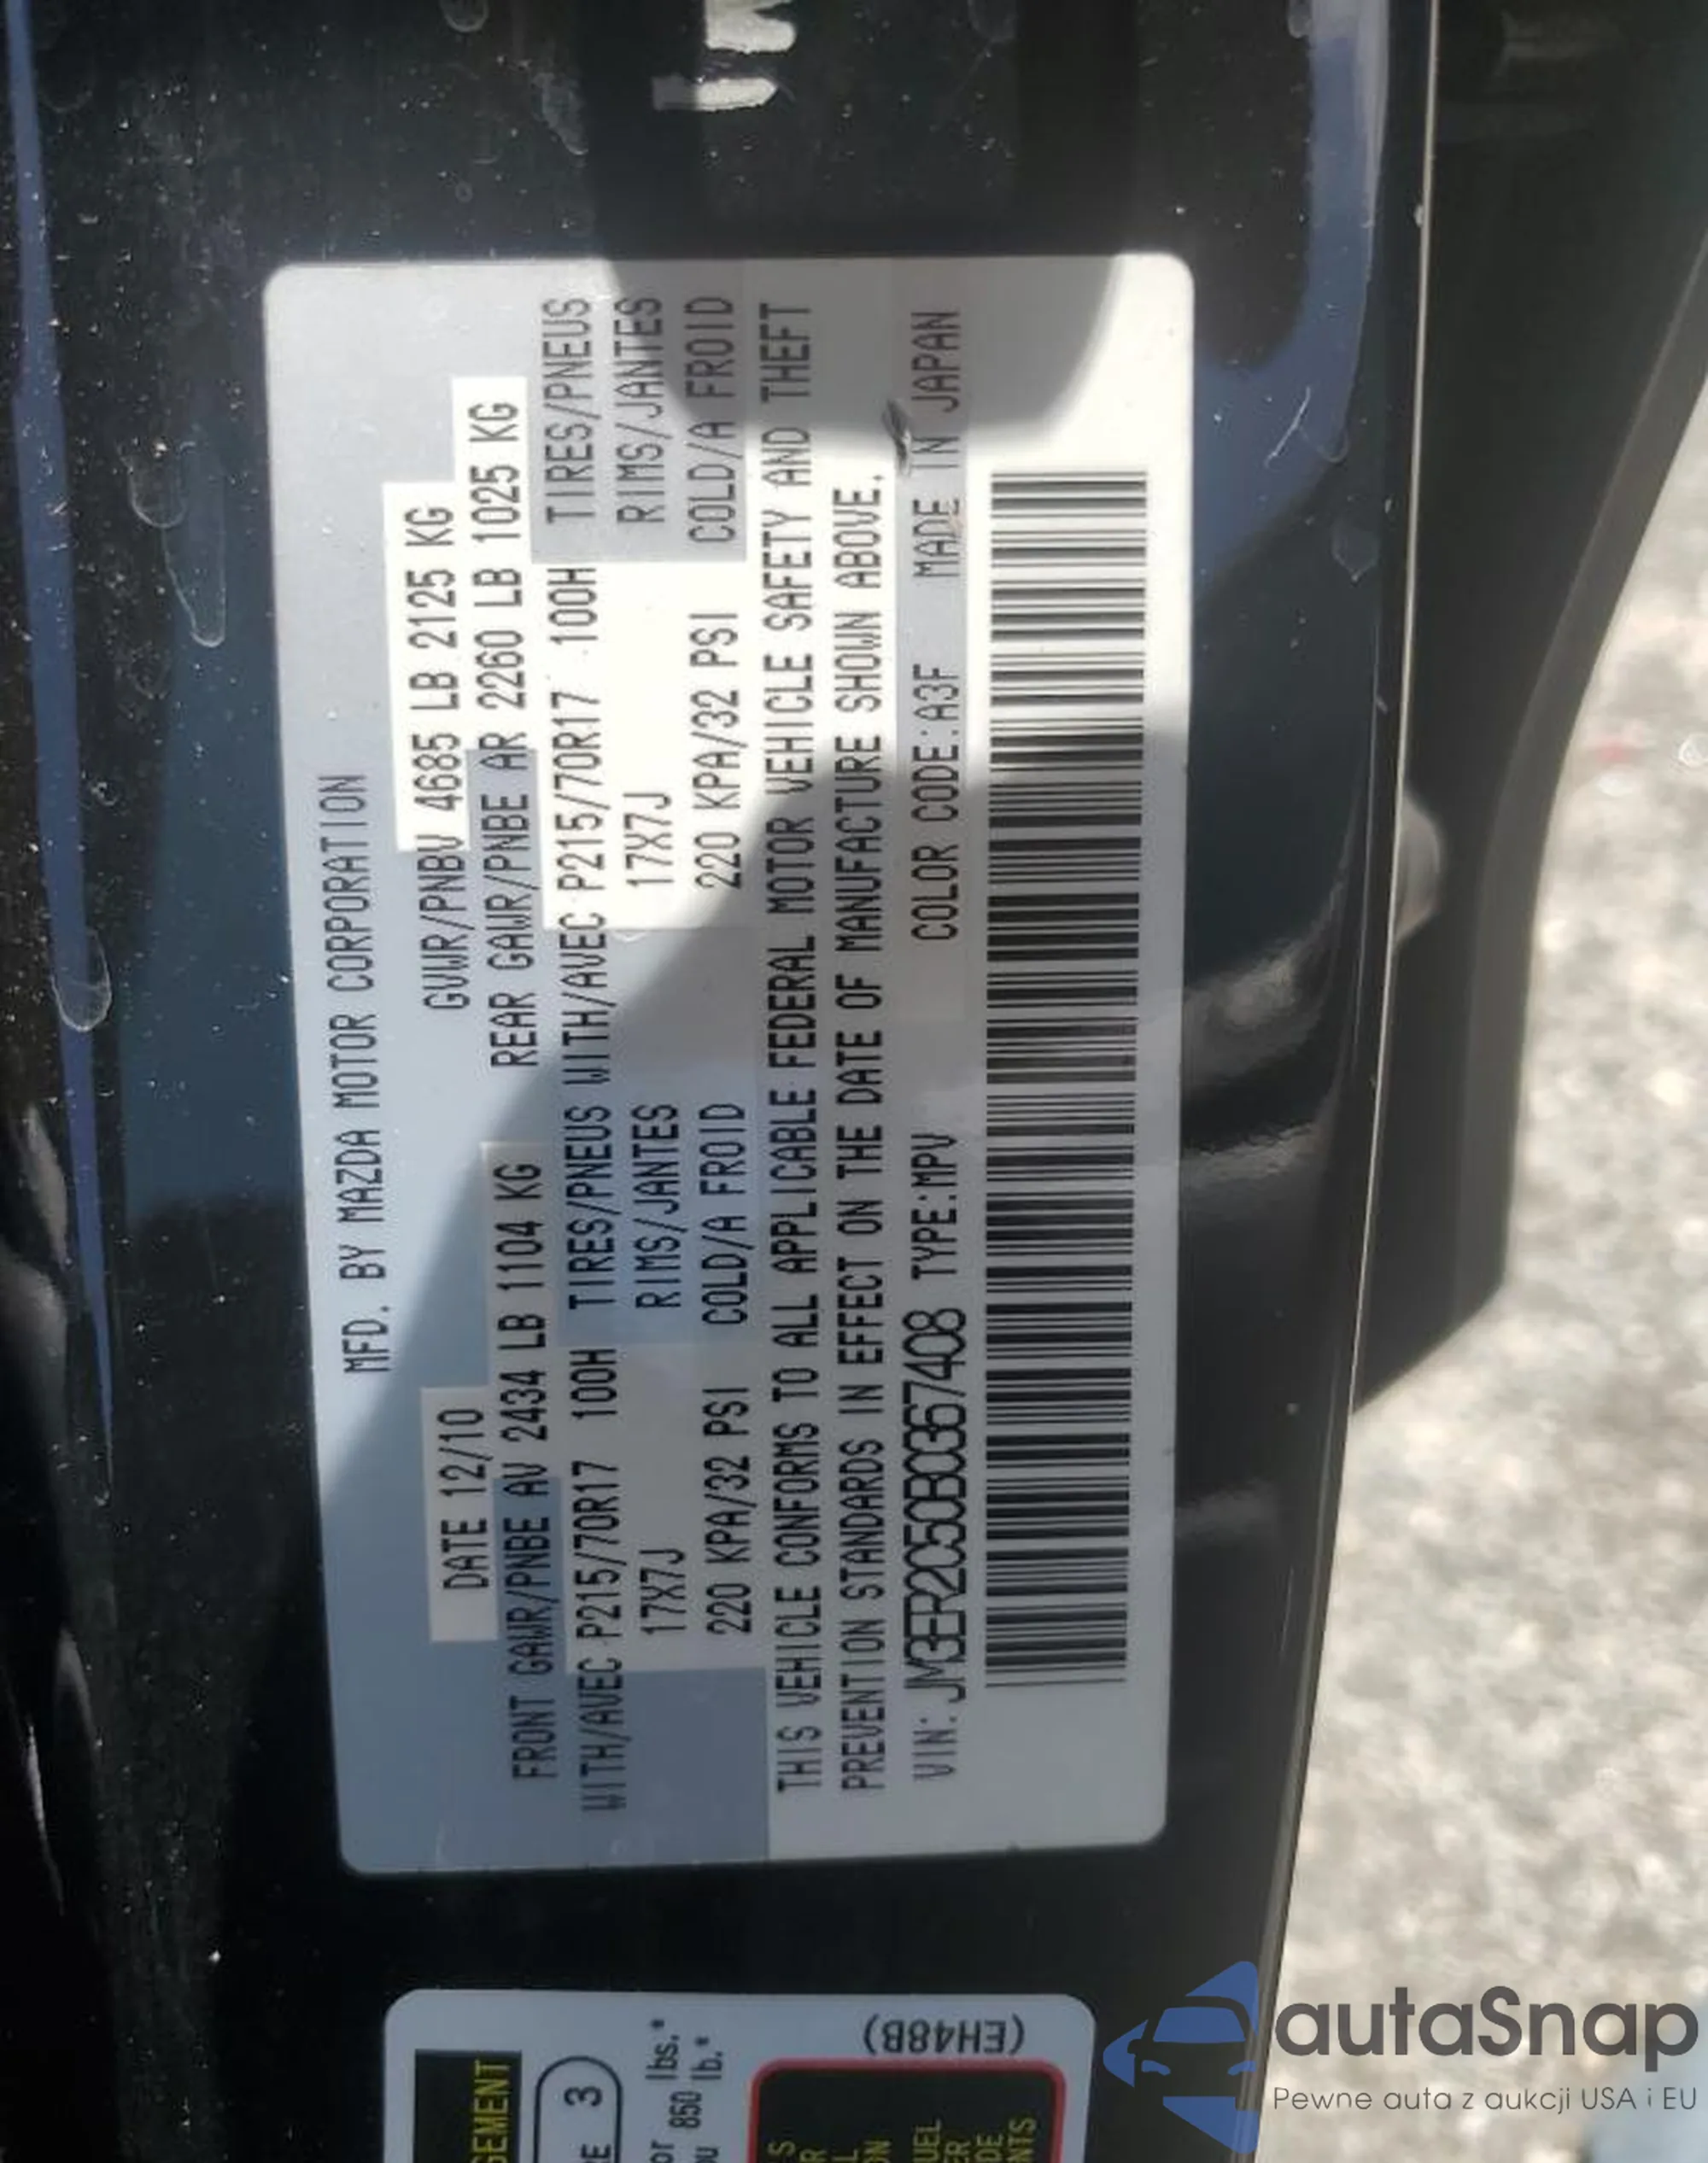 MFD. BY MAZDA MOTOR CORPORATION
DATE 12/10 GVWR/PNBV 4685 LB 2125 KG
FRONT GAWR/PNBE AV 2434 LB 1104 KG REAR GAWR/PNBE AR 2260 LB 1025 KG
WITH/AVEC P215/70R17 100H TIRES/PNEUS WITH/AVEC P215/70R17 100H TIRES/PNEUS
17X7J RIMS/JANTES 17X7J RIMS/JANTES
220 KPA/32 PSI COLD/A FROID 220 KPA/32 PSI COLD/A FROID
THIS VEHICLE CONFORMS TO ALL APPLICABLE FEDERAL MOTOR VEHICLE SAFETY AND THEFT
PREVENTION STANDARDS IN EFFECT ON THE DATE OF MANUFACTURE SHOWN ABOVE.
VIN: JM3ER2C50B0367408 TYPE:MPV COLOR CODE:A3F MADE IN JAPAN
3
lbs.*
850 lb.*
(EH48B)
autaSnap
Pewne auta z aukcji USA i EU